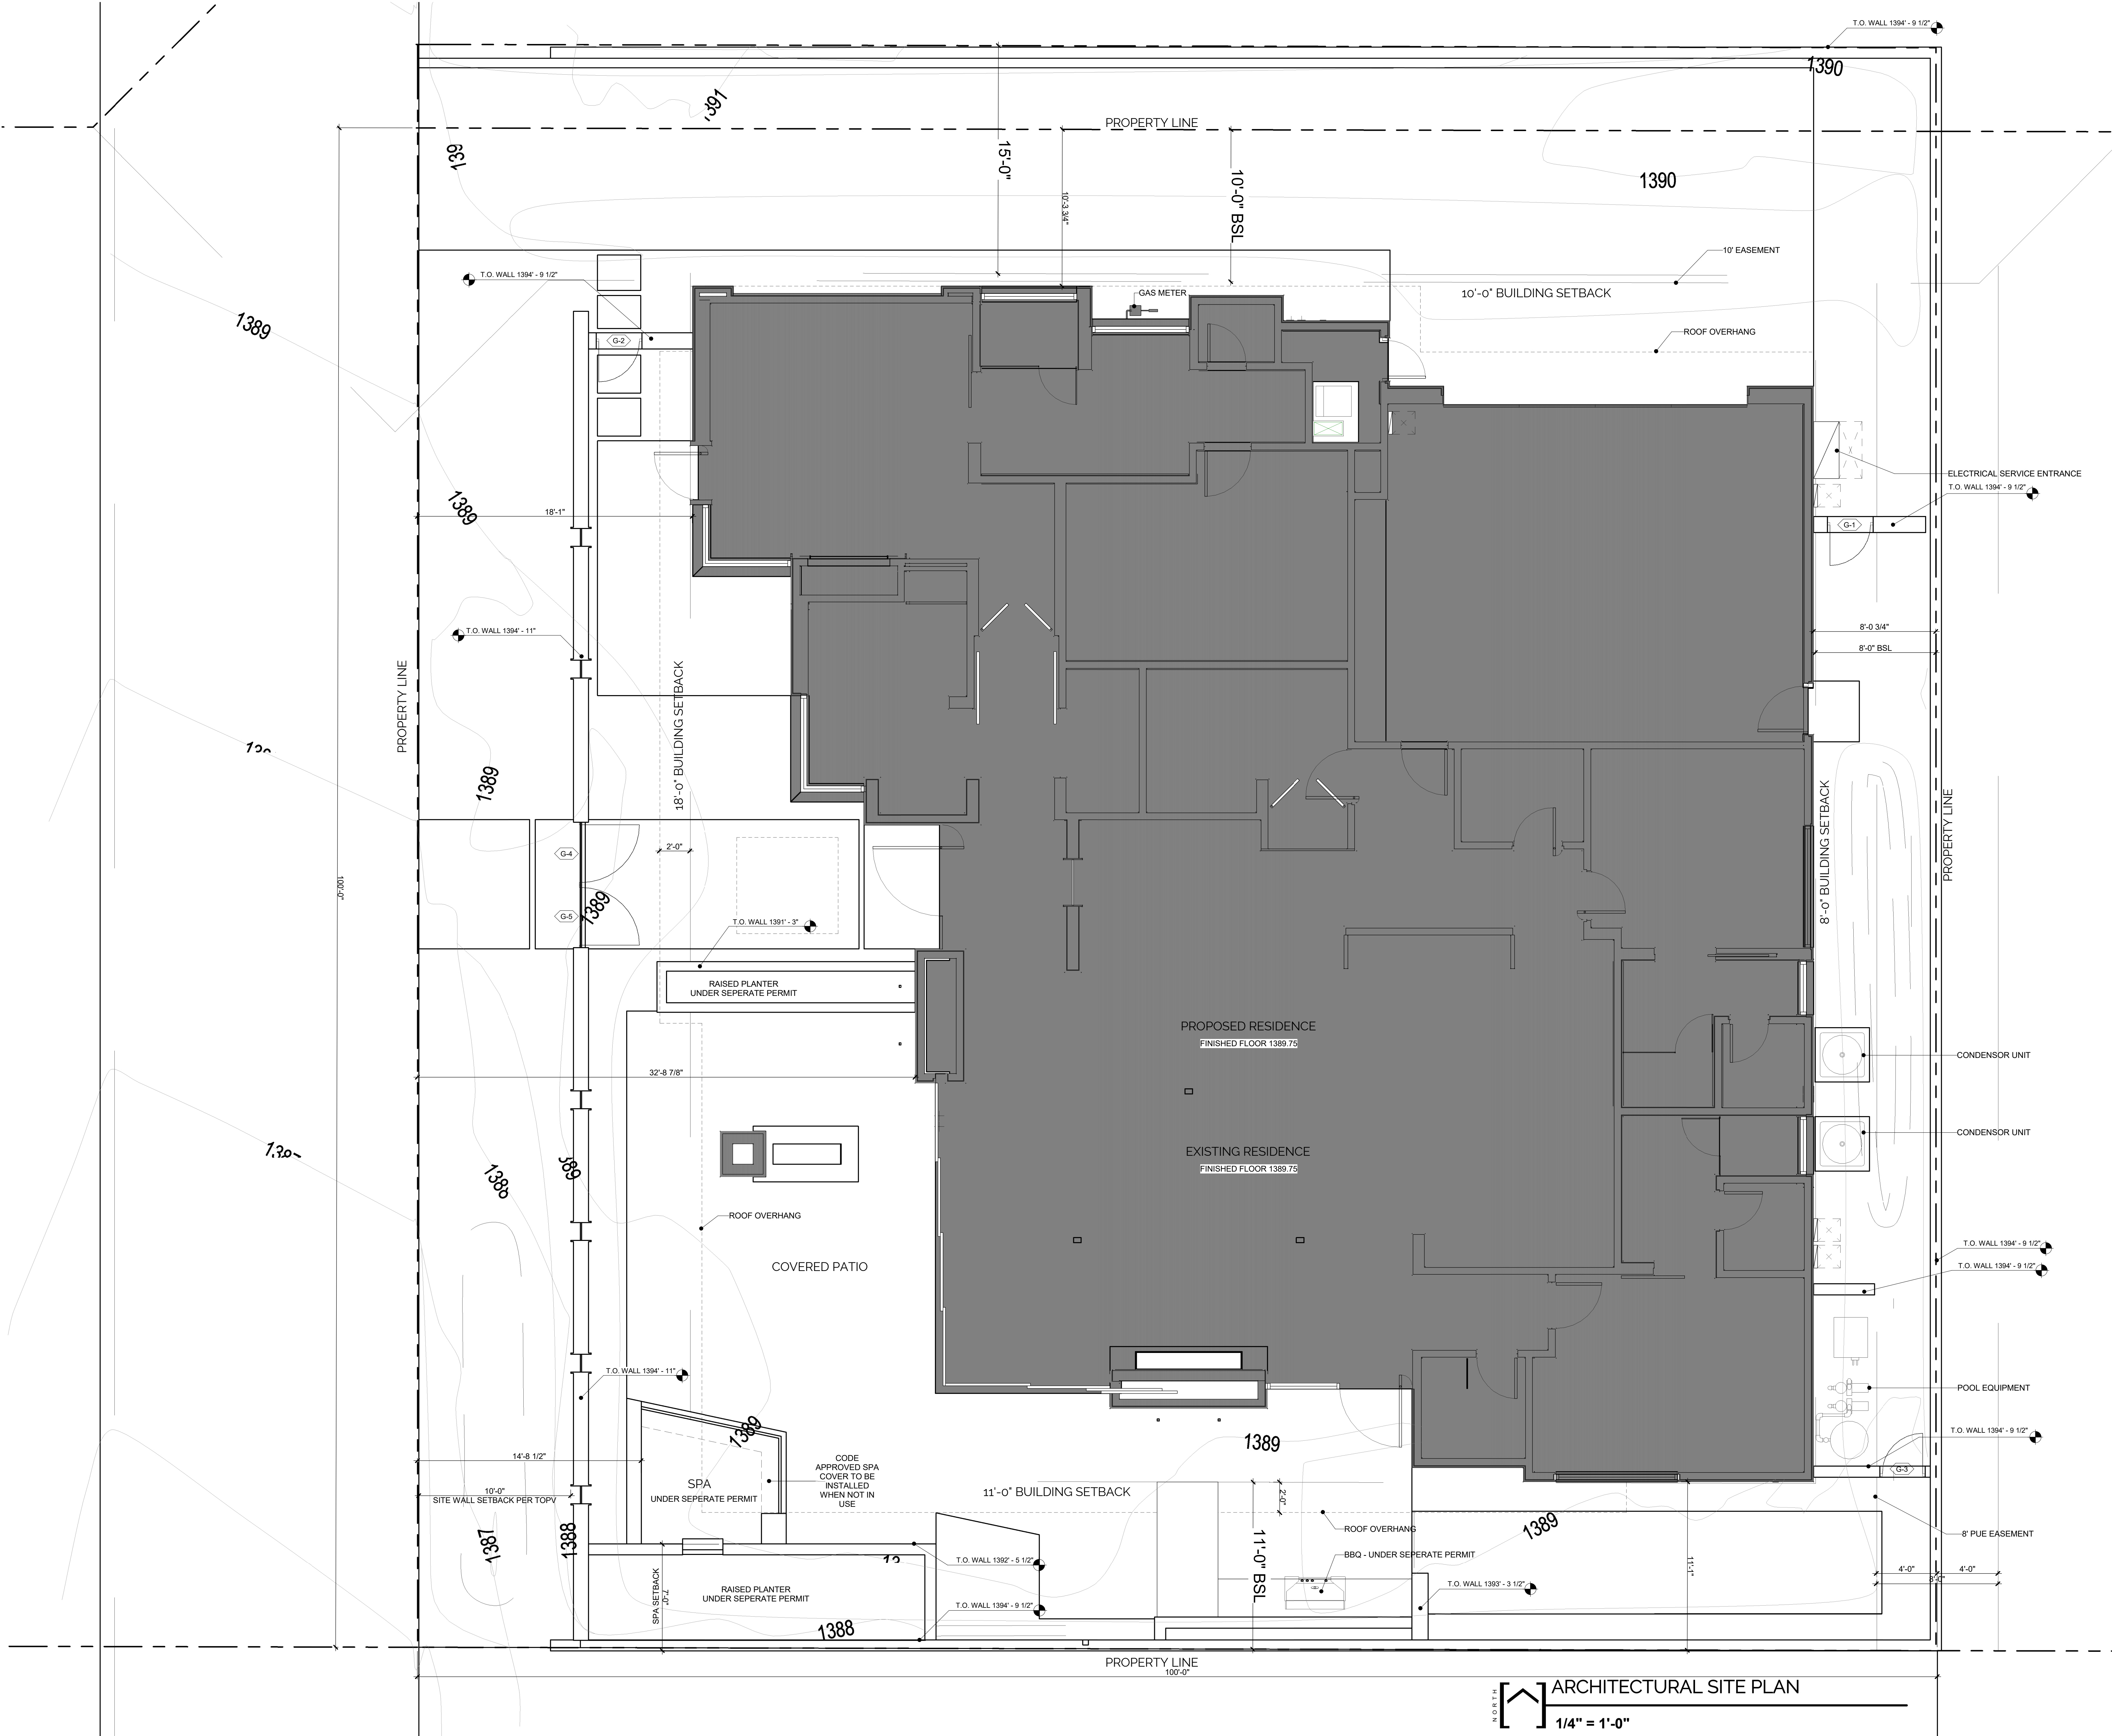 T.O. WALL 1394' - 9 1/2"
1390
1391
PROPERTY LINE
139
15'-0"
10'-3 3/4"
10'-0" BSL
1390
10' EASEMENT
T.O. WALL 1394' - 9 1/2"
GAS METER
10'-0" BUILDING SETBACK
1389
G-2
ROOF OVERHANG
ELECTRICAL SERVICE ENTRANCE
T.O. WALL 1394' - 9 1/2"
1389
18'-1"
G-1
T.O. WALL 1394' - 11"
8'-0 3/4"
8'-0" BSL
PROPERTY LINE
18'-0" BUILDING SETBACK
1389
8'-0" BUILDING SETBACK
PROPERTY LINE
G-4
2'-0"
100'-0"
G-5
1389
T.O. WALL 1391' - 3"
RAISED PLANTER
UNDER SEPERATE PERMIT
PROPOSED RESIDENCE
FINISHED FLOOR 1389.75
32'-8 7/8"
CONDENSOR UNIT
CONDENSOR UNIT
EXISTING RESIDENCE
FINISHED FLOOR 1389.75
1388
389
ROOF OVERHANG
COVERED PATIO
T.O. WALL 1394' - 9 1/2"
T.O. WALL 1394' - 9 1/2"
T.O. WALL 1394' - 11"
POOL EQUIPMENT
1389
1389
T.O. WALL 1394' - 9 1/2"
14'-8 1/2"
CODE
APPROVED SPA
COVER TO BE
INSTALLED
WHEN NOT IN
USE
G-3
SPA
UNDER SEPERATE PERMIT
10'-0"
SITE WALL SETBACK PER TOPV
11'-0" BUILDING SETBACK
2'-0"
1387
1388
ROOF OVERHANG
1389
8' PUE EASEMENT
11'-0" BSL
BBQ - UNDER SEPERATE PERMIT
T.O. WALL 1392' - 5 1/2"
11'-1"
4'-0"
4'-0"
8'-0"
SPA SETBACK
7'-0"
RAISED PLANTER
UNDER SEPERATE PERMIT
T.O. WALL 1393' - 3 1/2"
T.O. WALL 1394' - 9 1/2"
1388
PROPERTY LINE
100'-0"
NORTH
ARCHITECTURAL SITE PLAN
1/4" = 1'-0"